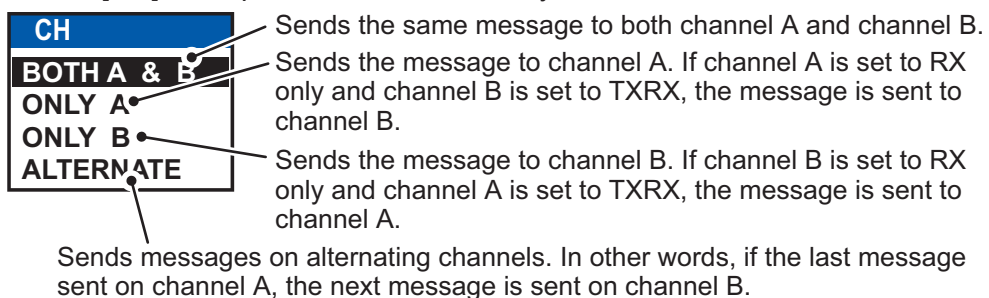 CH
BOTH A & B
ONLY A
ONLY B
ALTERNATE
Sends the same message to both channel A and channel B.
Sends the message to channel A. If channel A is set to RX
only and channel B is set to TXRX, the message is sent to
channel B.
Sends the message to channel B. If channel B is set to RX
only and channel A is set to TXRX, the message is sent to
channel A.
Sends messages on alternating channels. In other words, if the last message
sent on channel A, the next message is sent on channel B.